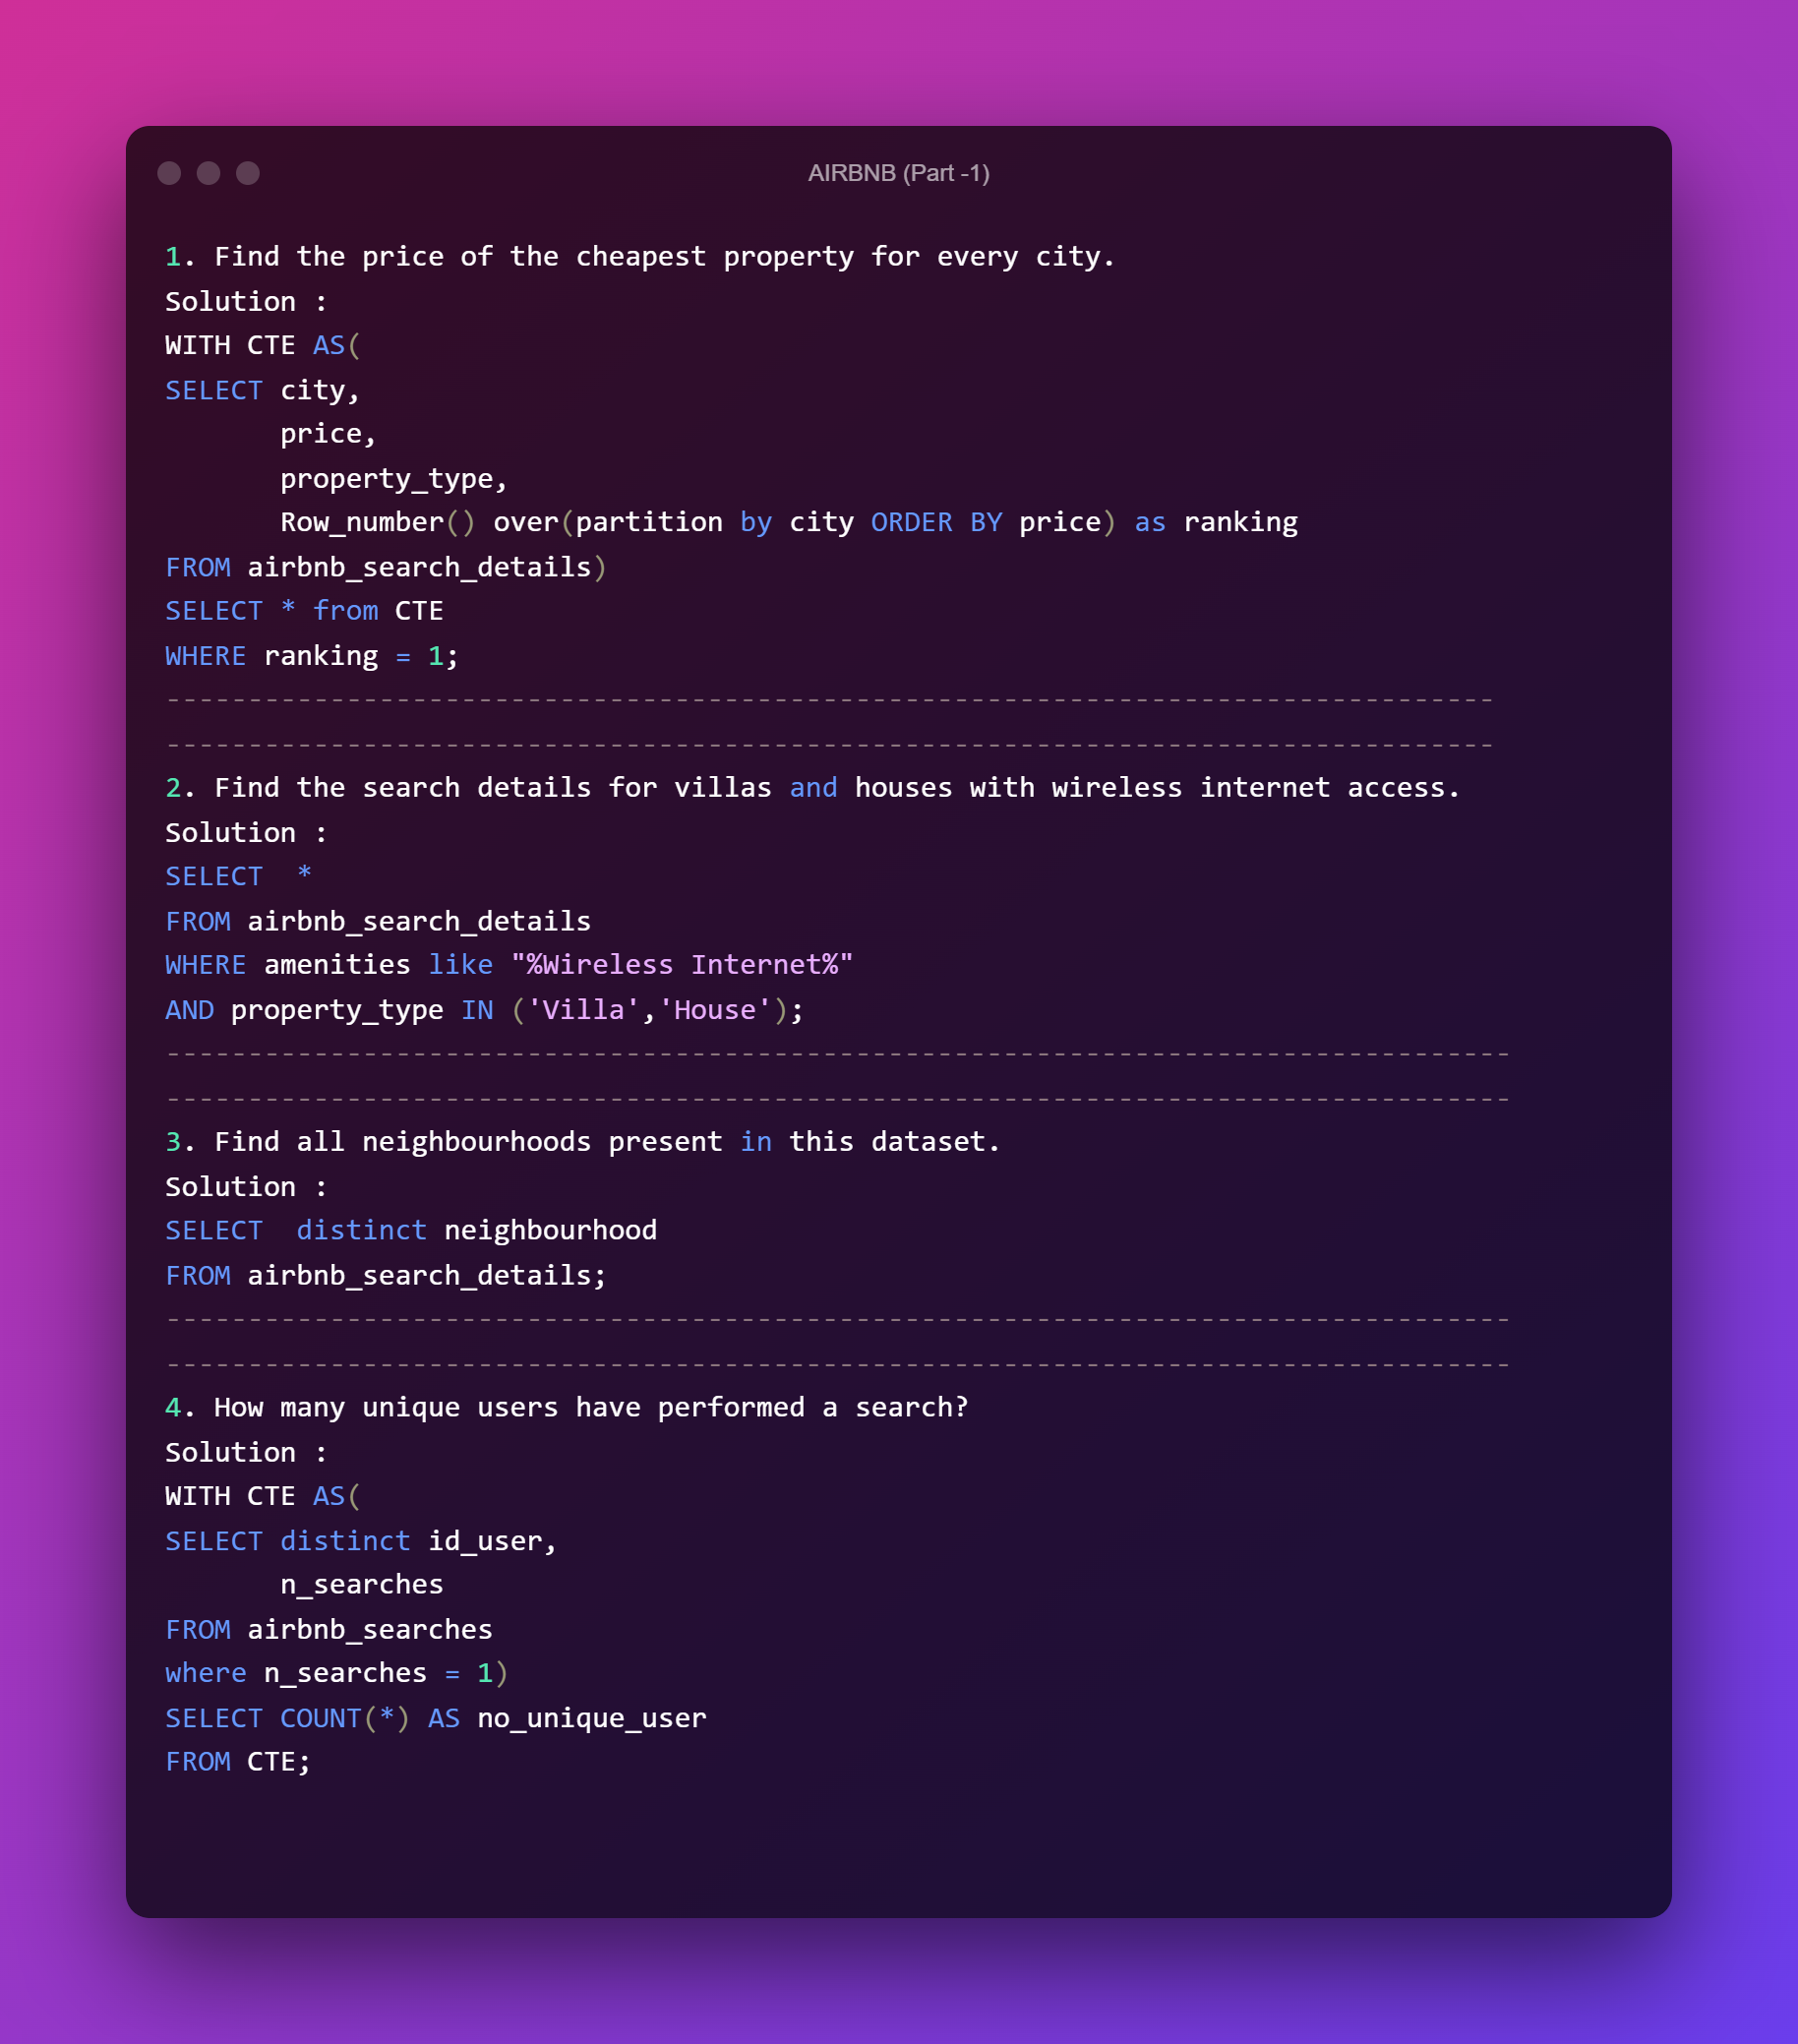 AIRBNB (Part -1)
1. Find the price of the cheapest property for every city.
Solution :
WITH CTE AS(
SELECT city,
       price,
       property_type,
       Row_number() over(partition by city ORDER BY price) as ranking
FROM airbnb_search_details)
SELECT * from CTE
WHERE ranking = 1;
---------------------------------------------------------------------------------
---------------------------------------------------------------------------------
2. Find the search details for villas and houses with wireless internet access.
Solution :
SELECT  *
FROM airbnb_search_details
WHERE amenities like "%Wireless Internet%"
AND property_type IN ('Villa','House');
----------------------------------------------------------------------------------
----------------------------------------------------------------------------------
3. Find all neighbourhoods present in this dataset.
Solution :
SELECT  distinct neighbourhood
FROM airbnb_search_details;
----------------------------------------------------------------------------------
----------------------------------------------------------------------------------
4. How many unique users have performed a search?
Solution :
WITH CTE AS(
SELECT distinct id_user,
       n_searches
FROM airbnb_searches
where n_searches = 1)
SELECT COUNT(*) AS no_unique_user
FROM CTE;